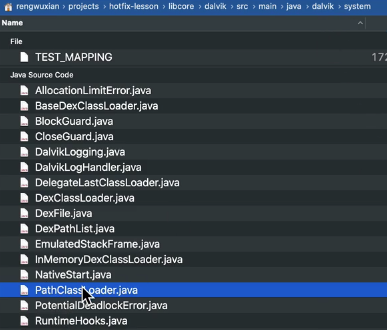 rengwuxian › projects › hotfix-lesson › libcore › dalvik › src › main › java › dalvik › system
Name
File
TEST_MAPPING 172
Java Source Code
AllocationLimitError.java
BaseDexClassLoader.java
BlockGuard.java
CloseGuard.java
DalvikLogging.java
DalvikLogHandler.java
DelegateLastClassLoader.java
DexClassLoader.java
DexFile.java
DexPathList.java
EmulatedStackFrame.java
InMemoryDexClassLoader.java
NativeStart.java
PathClassLoader.java
PotentialDeadlockError.java
RuntimeHooks.java